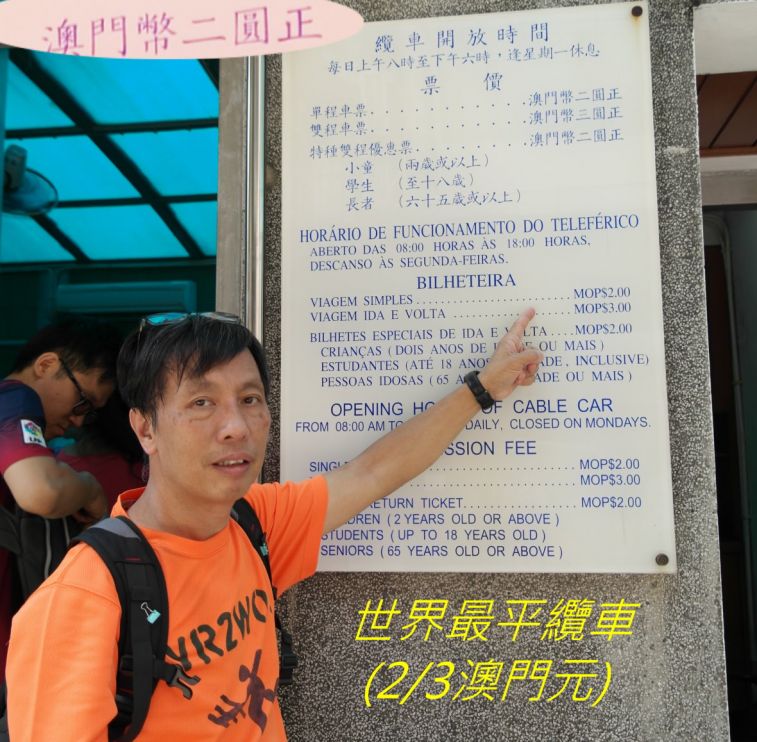 澳門幣二圓正
纜車開放時間
每日上午八時至下午六時，逢星期一休息
票 價
單程車票..................澳門幣二圓正
雙程車票..................澳門幣三圓正
特種雙程優惠票..........澳門幣二圓正
小童 (兩歲或以上)
學生 (至十八歲)
長者 (六十五歲或以上)
HORÁRIO DE FUNCIONAMENTO DO TELEFÉRICO
ABERTO DAS 08:00 HORAS ÀS 18:00 HORAS,
DESCANSO ÀS SEGUNDA-FEIRAS.
BILHETEIRA
VIAGEM SIMPLES.........................MOP$2.00
VIAGEM IDA E VOLTA ...................MOP$3.00
BILHETES ESPECIAIS DE IDA E VOLTA....MOP$2.00
CRIANÇAS (DOIS ANOS DE OU MAIS)
ESTUDANTES (ATÉ 18 ANOS ADE, INCLUSIVE)
PESSOAS IDOSAS (65 A ADE OU MAIS)
OPENING HO OF CABLE CAR
FROM 08:00 AM TO DAILY, CLOSED ON MONDAYS.
SSION FEE
SINGL ......................... MOP$2.00
......................... MOP$3.00
RETURN TICKET............... MOP$2.00
LDREN (2 YEARS OLD OR ABOVE)
STUDENTS (UP TO 18 YEARS OLD)
SENIORS (65 YEARS OLD OR ABOVE)
世界最平纜車
(2/3澳門元)